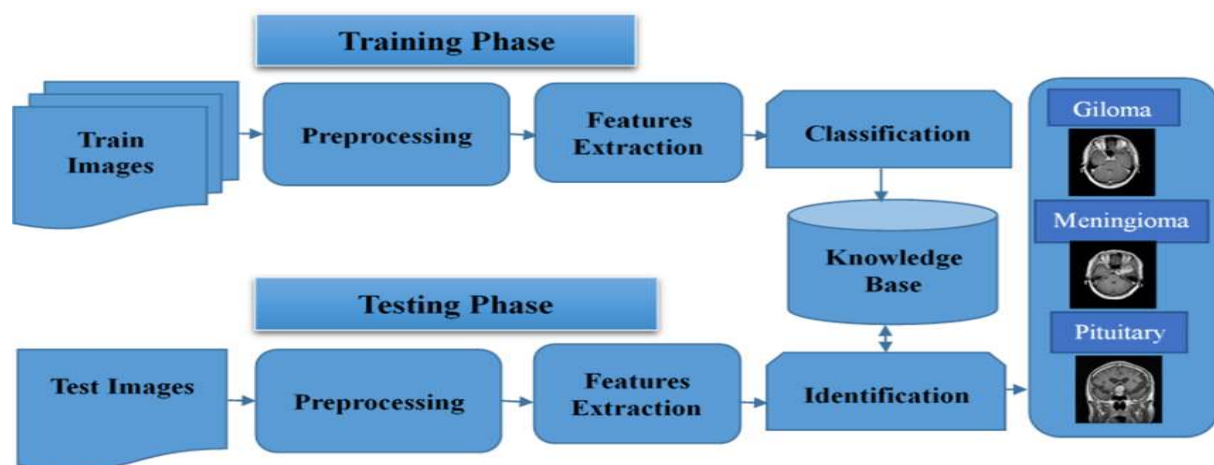 Training Phase
Train
Images
Preprocessing
Features
Extraction
Classification
Knowledge
Base
Testing Phase
Test Images
Preprocessing
Features
Extraction
Identification
Giloma
Meningioma
Pituitary